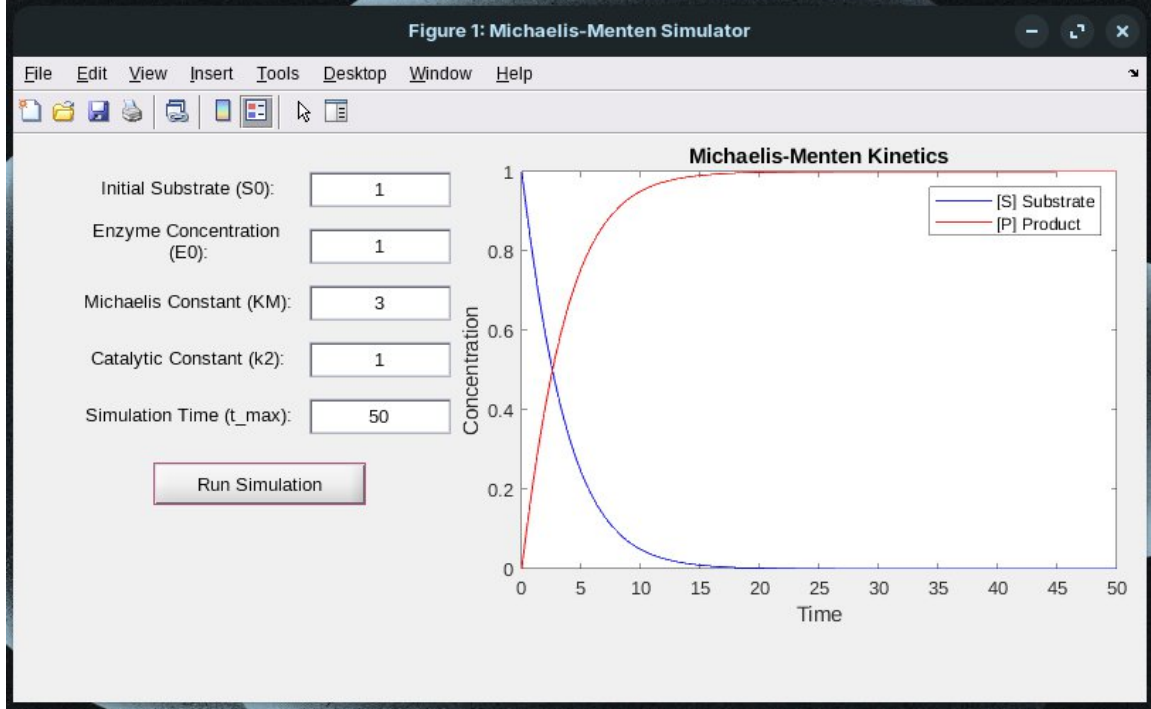 Figure 1: Michaelis-Menten Simulator
File Edit View Insert Tools Desktop Window Help
Initial Substrate (S0):
1
Enzyme Concentration
(E0):
1
Michaelis Constant (KM):
3
Catalytic Constant (k2):
1
Simulation Time (t_max):
50
Run Simulation
Michaelis-Menten Kinetics
[S] Substrate
[P] Product
Concentration
1
0.8
0.6
0.4
0.2
0
0 5 10 15 20 25 30 35 40 45 50
Time